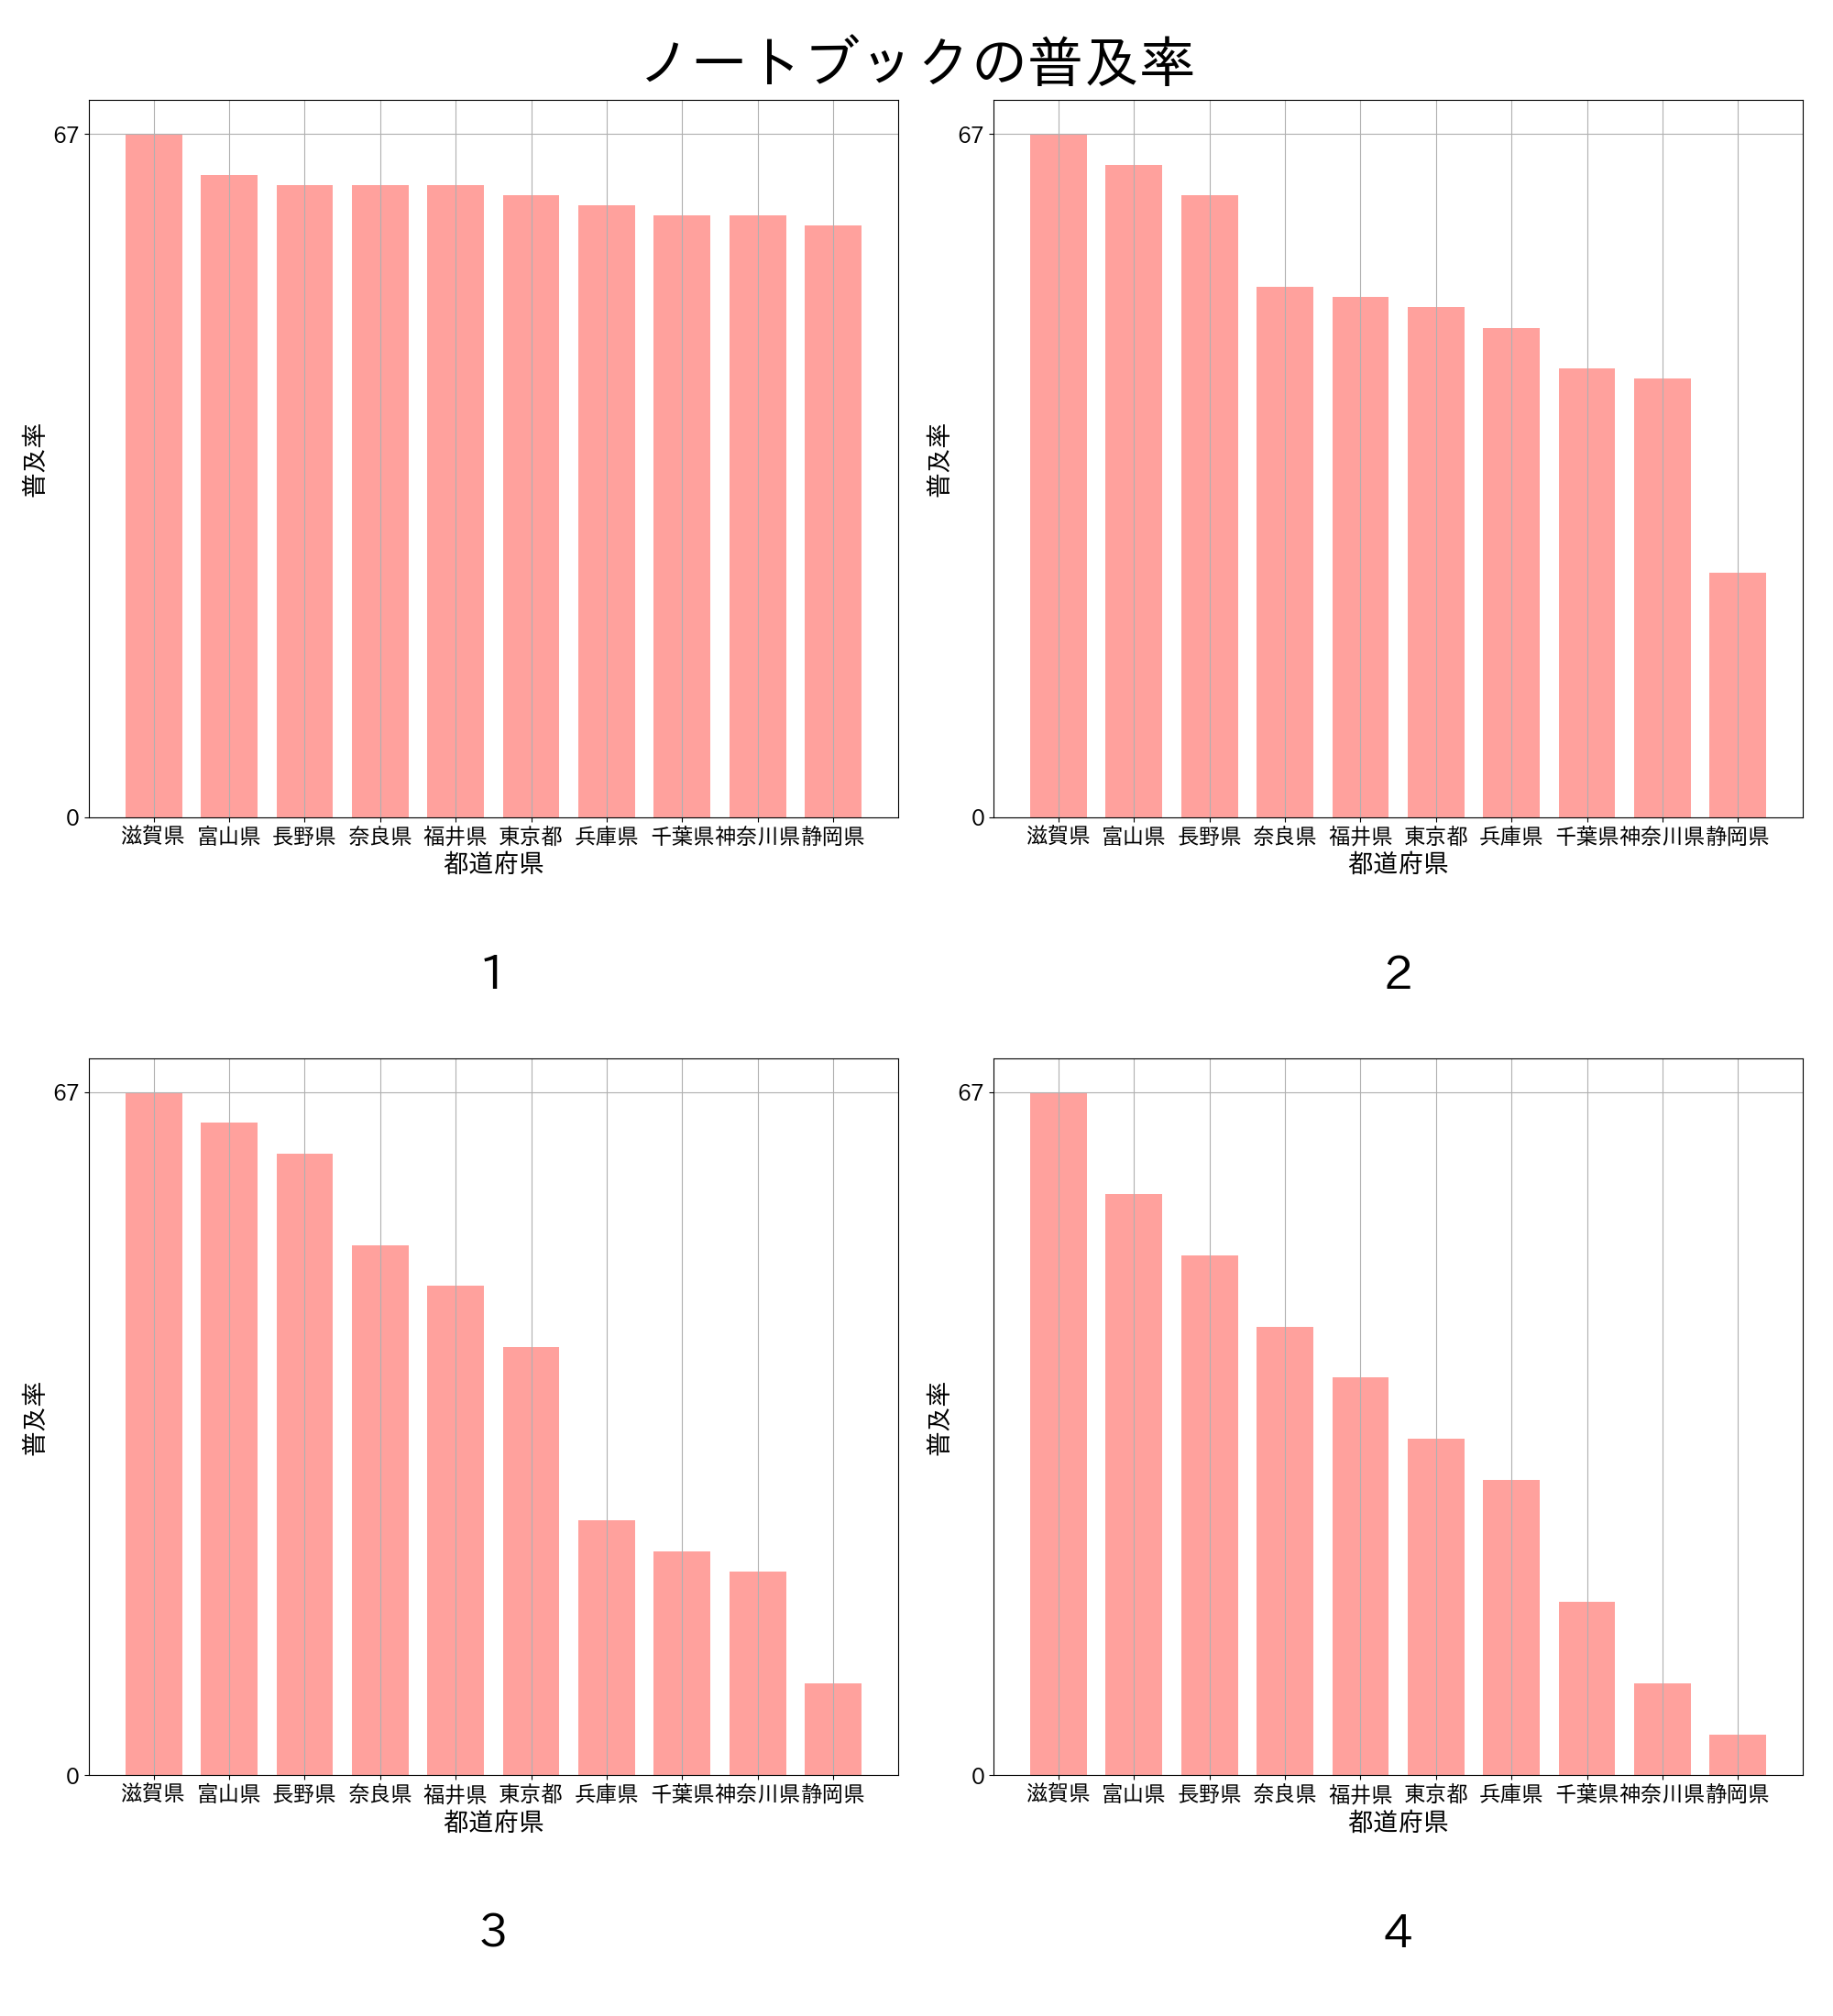 ノートブックの普及率
67
0
普及率
滋賀県 富山県 長野県 奈良県 福井県 東京都 兵庫県 千葉県 神奈川県 静岡県
都道府県
1
67
0
普及率
滋賀県 富山県 長野県 奈良県 福井県 東京都 兵庫県 千葉県 神奈川県 静岡県
都道府県
2
67
0
普及率
滋賀県 富山県 長野県 奈良県 福井県 東京都 兵庫県 千葉県 神奈川県 静岡県
都道府県
3
67
0
普及率
滋賀県 富山県 長野県 奈良県 福井県 東京都 兵庫県 千葉県 神奈川県 静岡県
都道府県
4